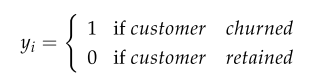 y_i = { 1 if customer churned
0 if customer retained